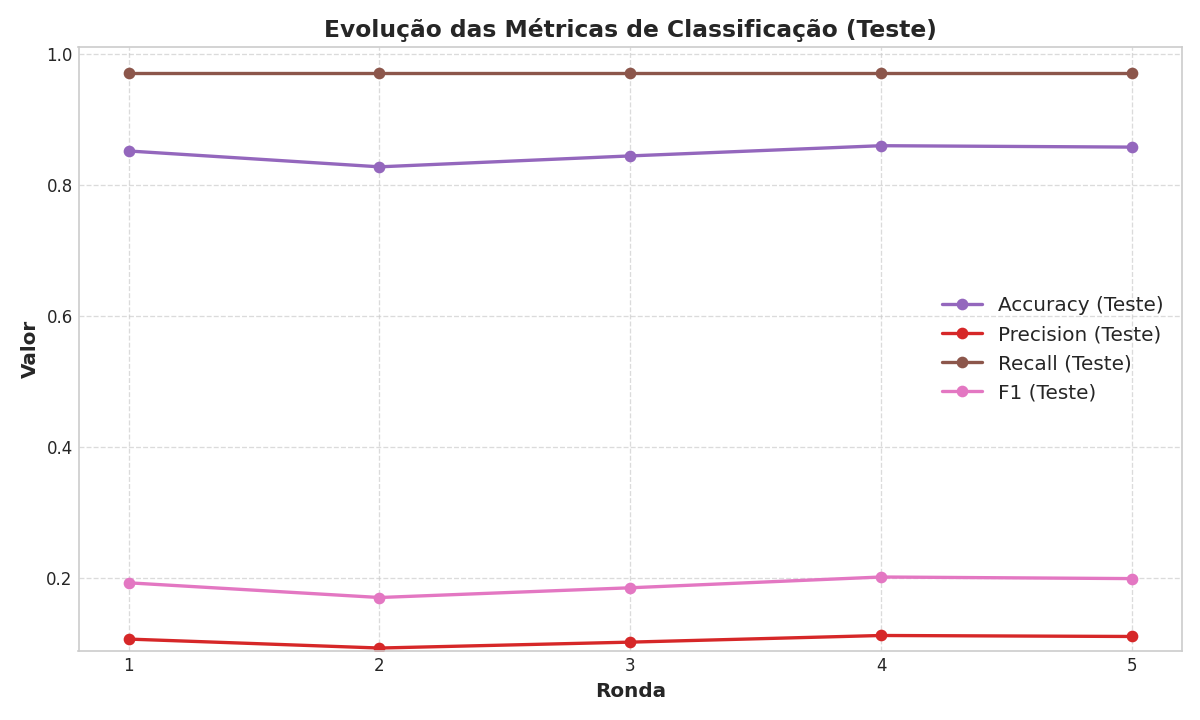 Evolução das Métricas de Classificação (Teste)
1.0
0.8
0.6
0.4
0.2
Valor
Accuracy (Teste)
Precision (Teste)
Recall (Teste)
F1 (Teste)
1 2 3 4 5
Ronda